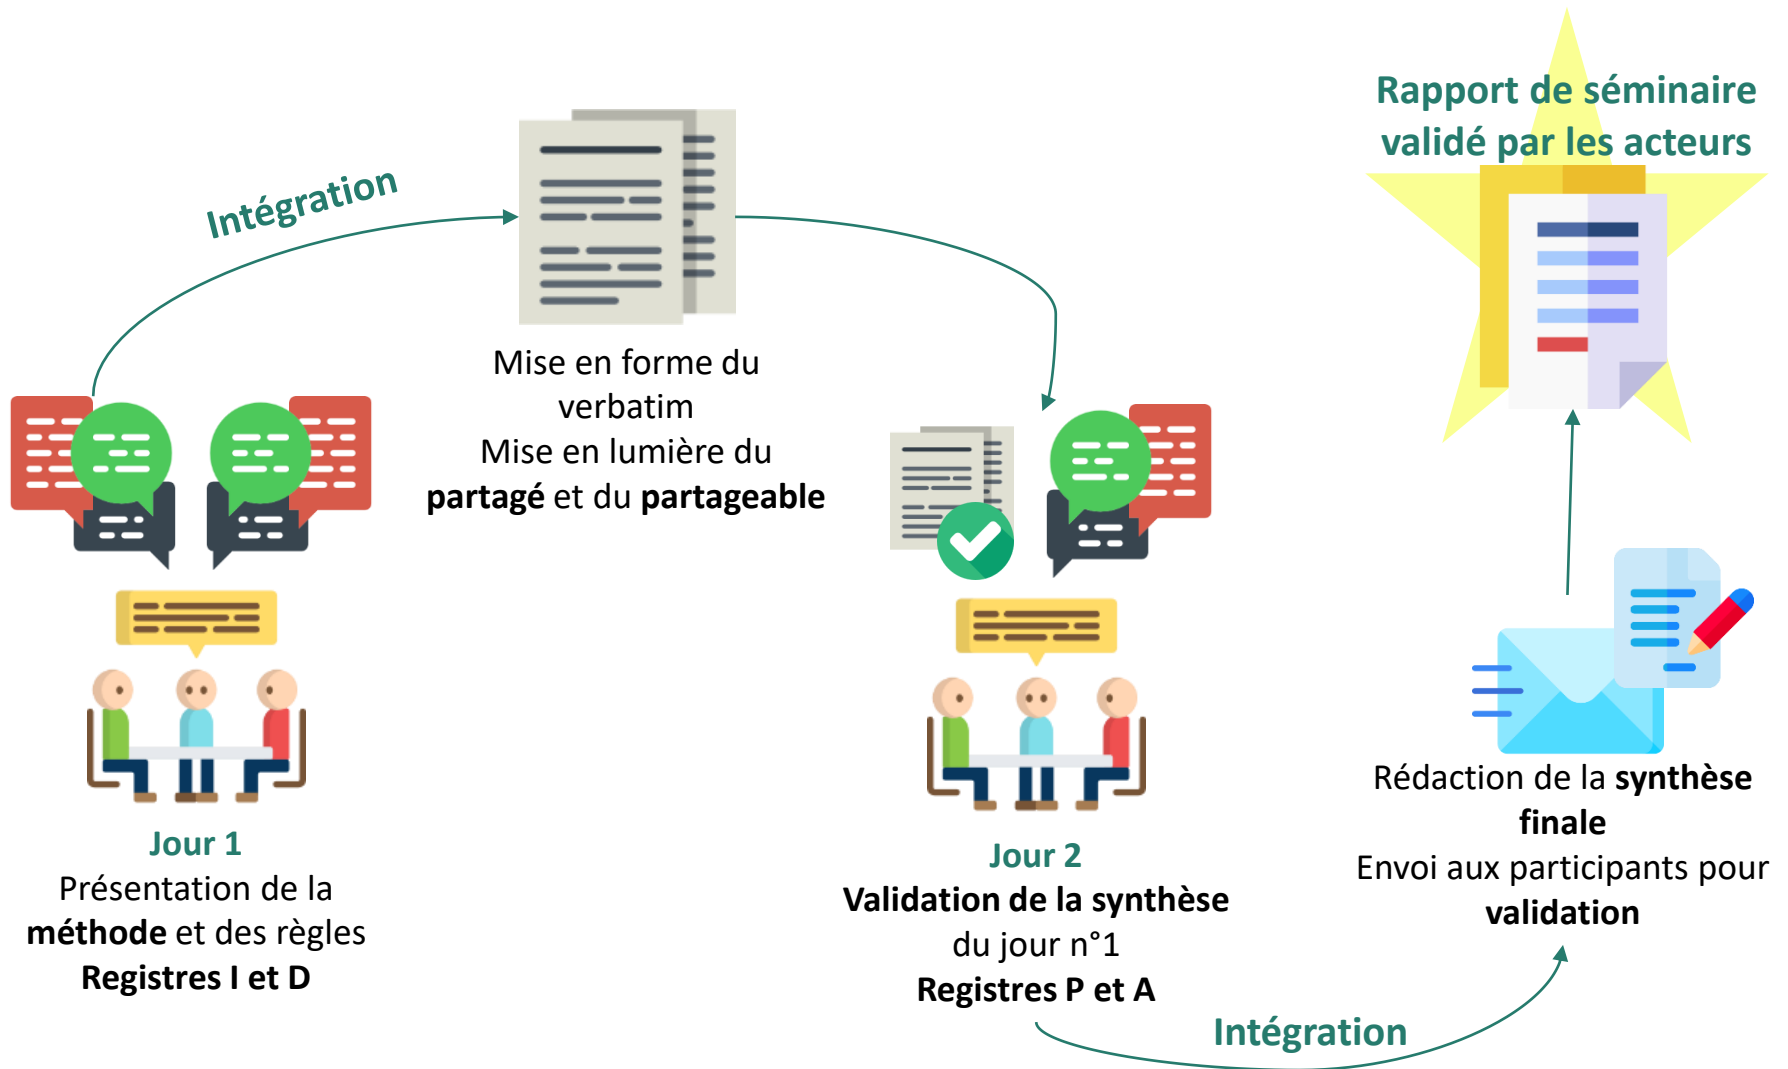 Intégration
Mise en forme du
verbatim
Mise en lumière du
partagé et du partageable
Jour 1
Présentation de la
méthode et des règles
Registres I et D
Jour 2
Validation de la synthèse
du jour n°1
Registres P et A
Intégration
Rédaction de la synthèse
finale
Envoi aux participants pour
validation
Rapport de séminaire
validé par les acteurs